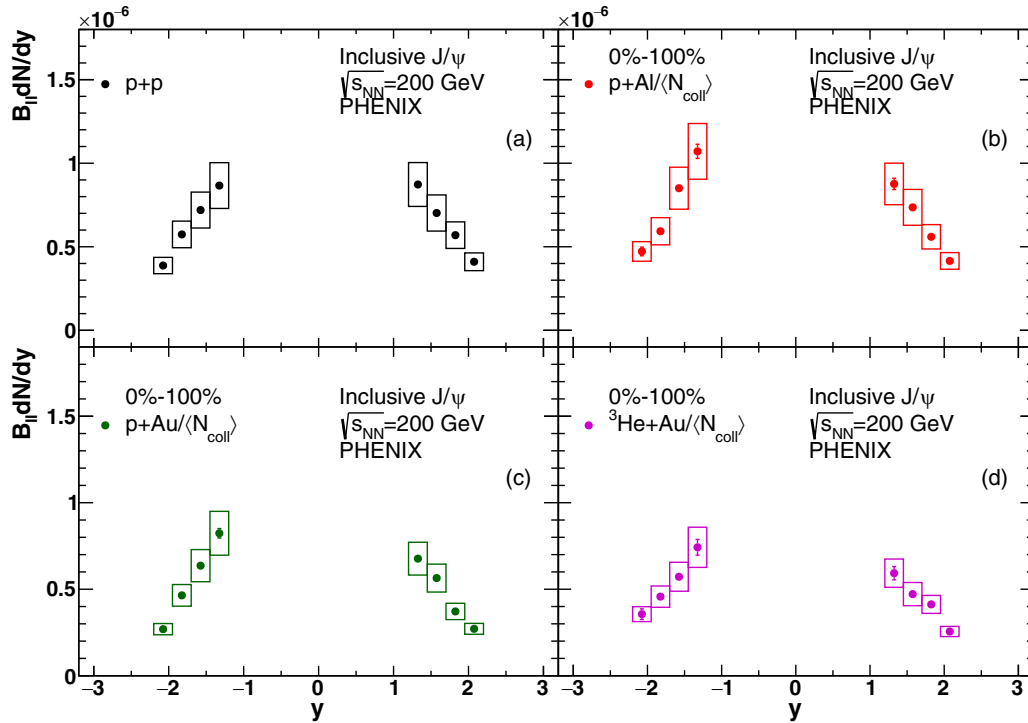 ×10⁻⁶ ×10⁻⁶
B_ll dN/dy
1.5
1
0.5
0
p+p
Inclusive J/ψ
√s_NN=200 GeV
PHENIX
(a)
0%-100%
p+Al/⟨N_coll⟩
Inclusive J/ψ
√s_NN=200 GeV
PHENIX
(b)
B_ll dN/dy
1.5
1
0.5
0
0%-100%
p+Au/⟨N_coll⟩
Inclusive J/ψ
√s_NN=200 GeV
PHENIX
(c)
0%-100%
³He+Au/⟨N_coll⟩
Inclusive J/ψ
√s_NN=200 GeV
PHENIX
(d)
−3 −2 −1 0 1 2 3
y
−3 −2 −1 0 1 2 3
y